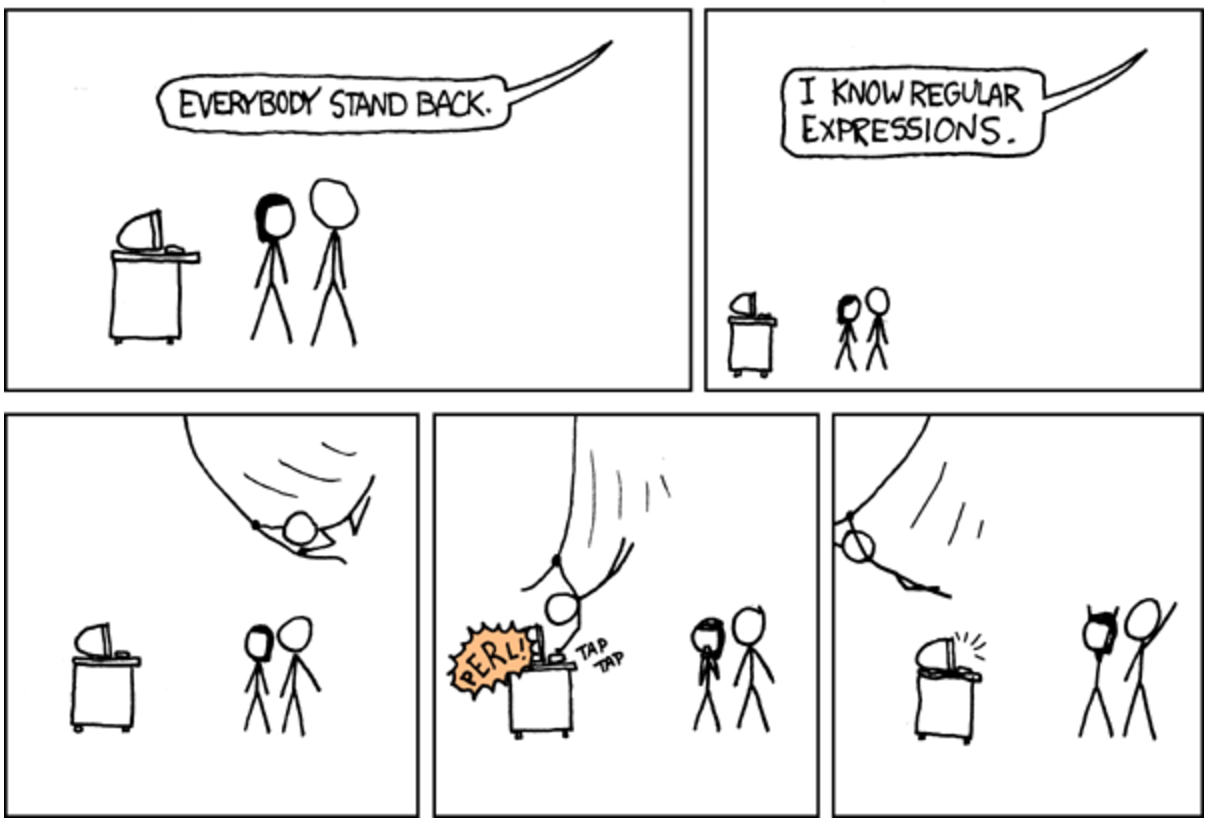 EVERYBODY STAND BACK.
I KNOW REGULAR
EXPRESSIONS.
PERL!
TAP
TAP